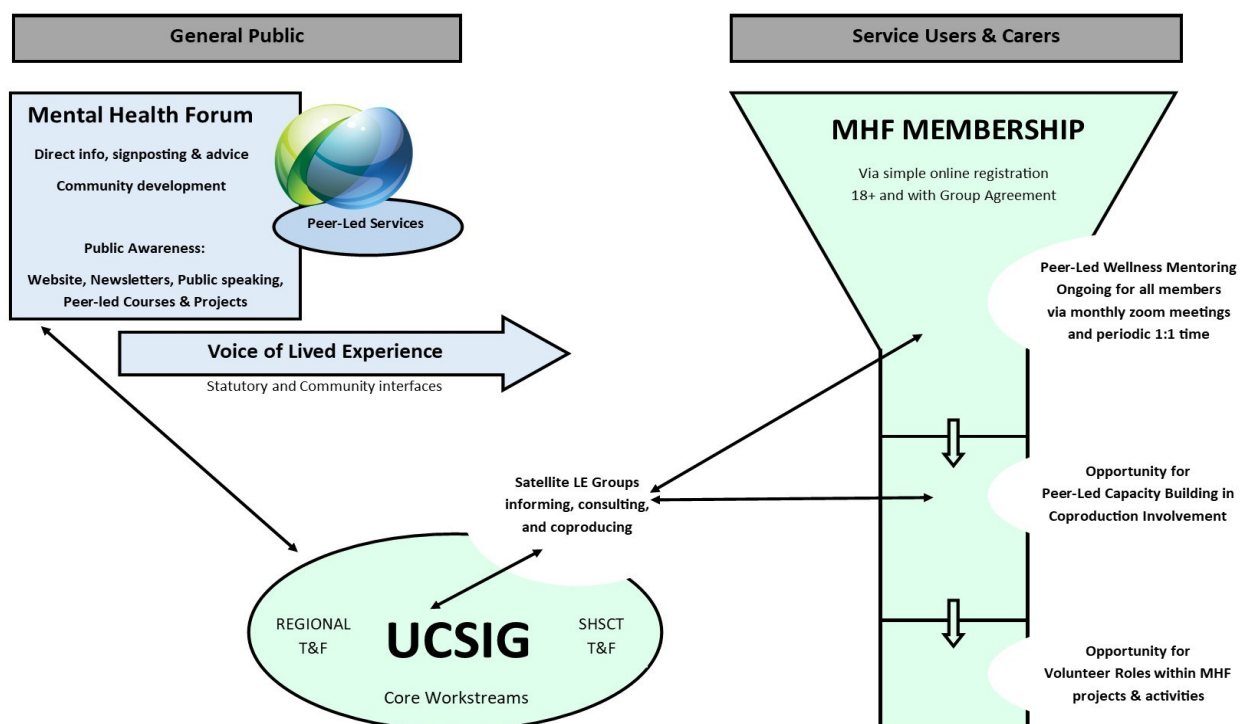 General Public
Service Users & Carers
Mental Health Forum
Direct info, signposting & advice
Community development
Public Awareness:
Website, Newsletters, Public speaking,
Peer-led Courses & Projects
Peer-Led Services
Voice of Lived Experience
Statutory and Community interfaces
MHF MEMBERSHIP
Via simple online registration
18+ and with Group Agreement
Peer-Led Wellness Mentoring
Ongoing for all members
via monthly zoom meetings
and periodic 1:1 time
Satellite LE Groups
informing, consulting,
and coproducing
Opportunity for
Peer-Led Capacity Building in
Coproduction Involvement
REGIONAL
T&F
UCSIG
SHSCT
T&F
Core Workstreams
Opportunity for
Volunteer Roles within MHF
projects & activities